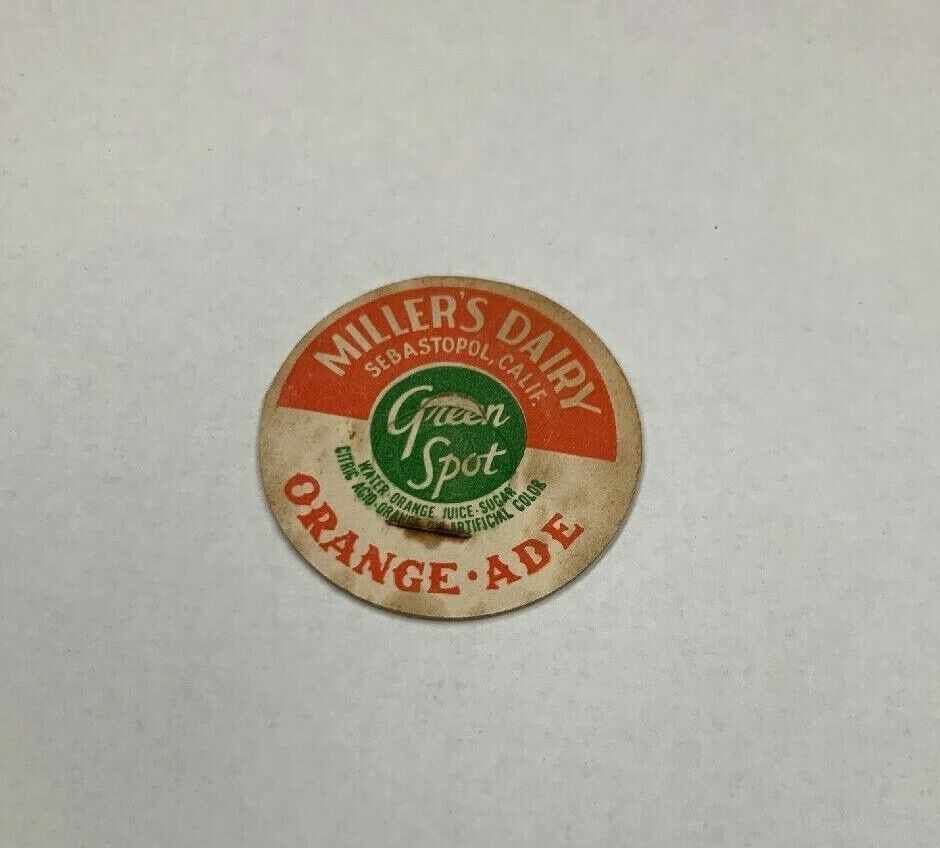 MILLER'S DAIRY
SEBASTOPOL, CALIF.
Green
Spot
WATER-ORANGE JUICE-SUGAR
CITRIC ACID-ORANGE OIL ARTIFICIAL COLOR
ORANGE·ADE